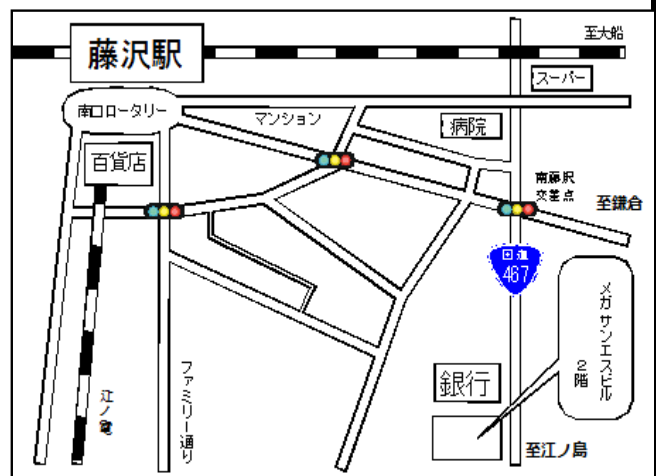 至大船
藤沢駅
スーパー
南口ロータリー
マンション
病院
百貨店
南藤沢
交差点
至鎌倉
国道
467
メガサンエスビル
2階
銀行
ファミリー通り
江ノ電
至江ノ島